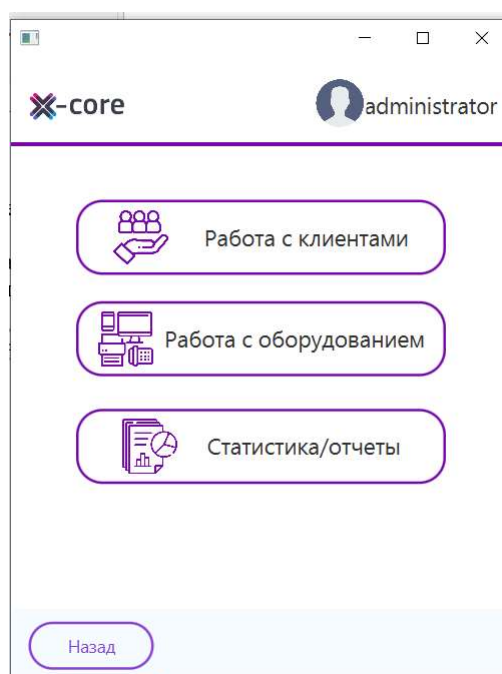 X-core
administrator
Работа с клиентами
Работа с оборудованием
Статистика/отчеты
Назад